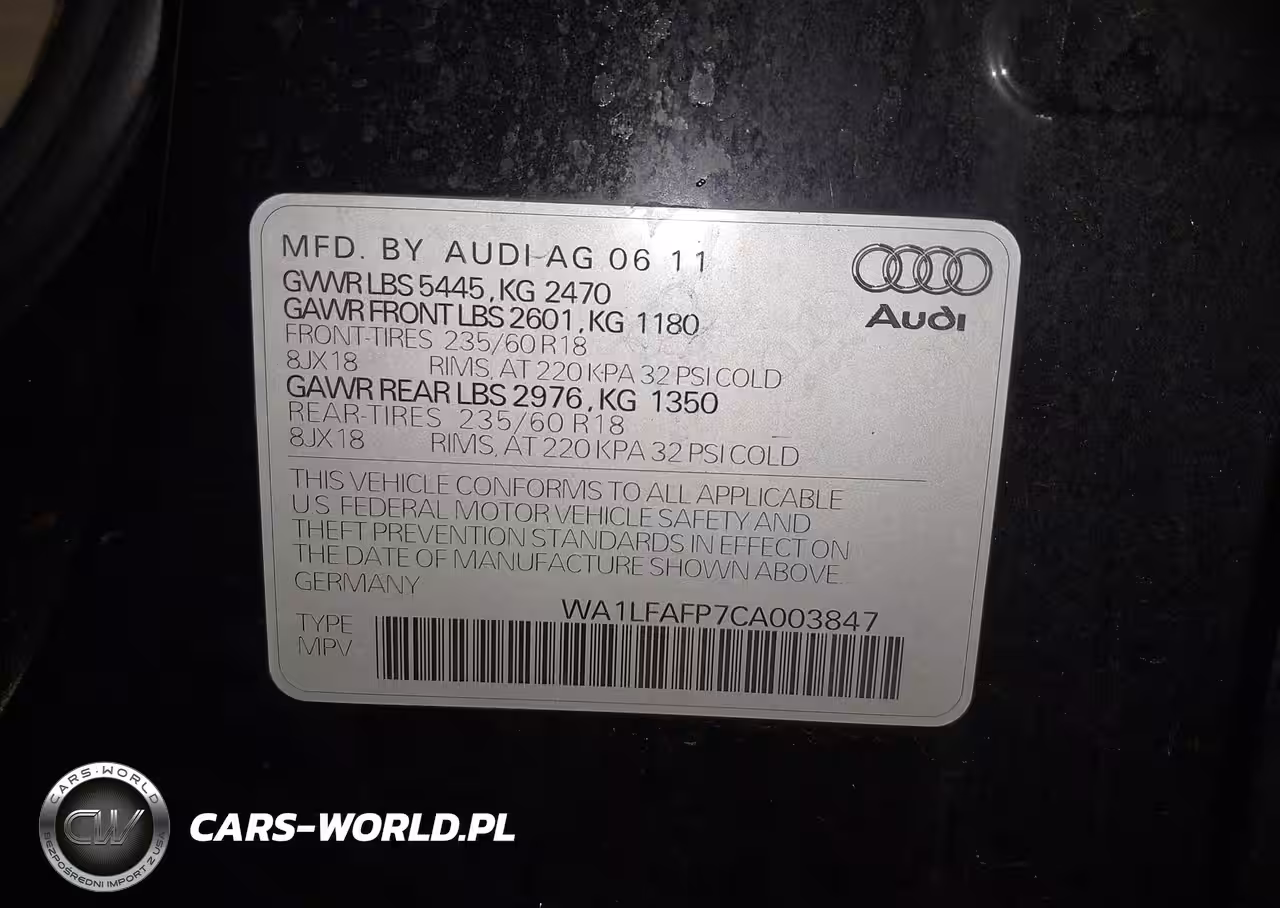 MFD. BY AUDI-AG 06 11
GVWR LBS 5445, KG 2470
GAWR FRONT LBS 2601, KG 1180
FRONT-TIRES 235/60 R18
8JX18 RIMS, AT 220 KPA 32 PSI COLD
GAWR REAR LBS 2976, KG 1350
REAR-TIRES 235/60 R18
8JX18 RIMS, AT 220 KPA 32 PSI COLD
Audi
THIS VEHICLE CONFORMS TO ALL APPLICABLE
U.S. FEDERAL MOTOR VEHICLE SAFETY AND
THEFT PREVENTION STANDARDS IN EFFECT ON
THE DATE OF MANUFACTURE SHOWN ABOVE.
GERMANY
WA1LFAFP7CA003847
TYPE
MPV
CARS-WORLD
CW
BEZPOŚREDNI IMPORT Z USA
CARS-WORLD.PL